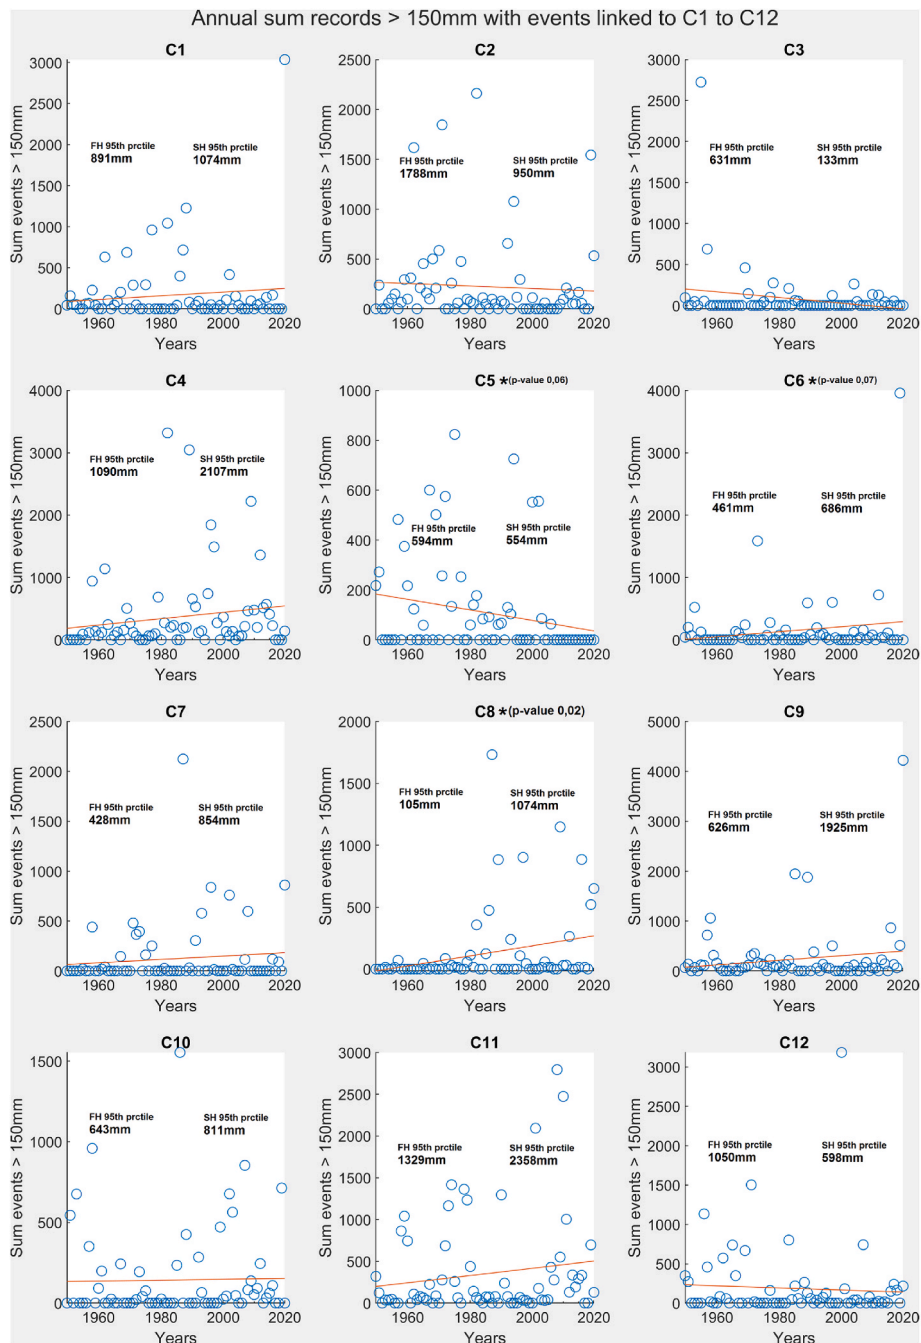 Annual sum records > 150mm with events linked to C1 to C12
C1
Sum events > 150mm
3000
2500
2000
1500
1000
500
0
FH 95th prctile
891mm
SH 95th prctile
1074mm
1960
1980
2000
2020
Years
C2
Sum events > 150mm
2500
2000
1500
1000
500
0
FH 95th prctile
1788mm
SH 95th prctile
950mm
1960
1980
2000
2020
Years
C3
Sum events > 150mm
3000
2500
2000
1500
1000
500
0
FH 95th prctile
631mm
SH 95th prctile
133mm
1960
1980
2000
2020
Years
C4
Sum events > 150mm
4000
3000
2000
1000
0
FH 95th prctile
1090mm
SH 95th prctile
2107mm
1960
1980
2000
2020
Years
C5 *(p-value 0,06)
Sum events > 150mm
1000
800
600
400
200
0
FH 95th prctile
594mm
SH 95th prctile
554mm
1960
1980
2000
2020
Years
C6 *(p-value 0,07)
Sum events > 150mm
4000
3000
2000
1000
0
FH 95th prctile
461mm
SH 95th prctile
686mm
1960
1980
2000
2020
Years
C7
Sum events > 150mm
2500
2000
1500
1000
500
0
FH 95th prctile
428mm
SH 95th prctile
854mm
1960
1980
2000
2020
Years
C8 *(p-value 0,02)
Sum events > 150mm
2000
1500
1000
500
0
FH 95th prctile
105mm
SH 95th prctile
1074mm
1960
1980
2000
2020
Years
C9
Sum events > 150mm
5000
4000
3000
2000
1000
0
FH 95th prctile
626mm
SH 95th prctile
1925mm
1960
1980
2000
2020
Years
C10
Sum events > 150mm
1500
1000
500
0
FH 95th prctile
643mm
SH 95th prctile
811mm
1960
1980
2000
2020
Years
C11
Sum events > 150mm
3000
2500
2000
1500
1000
500
0
FH 95th prctile
1329mm
SH 95th prctile
2358mm
1960
1980
2000
2020
Years
C12
Sum events > 150mm
3000
2500
2000
1500
1000
500
0
FH 95th prctile
1050mm
SH 95th prctile
598mm
1960
1980
2000
2020
Years